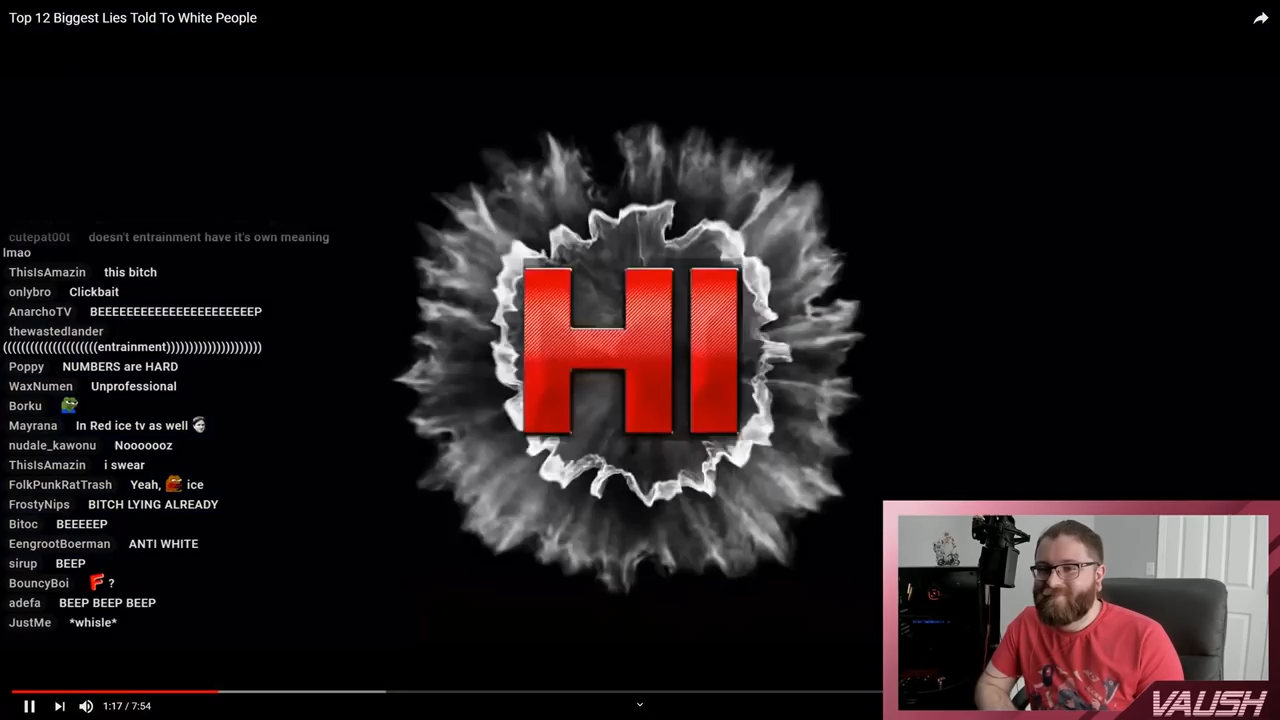 Top 12 Biggest Lies Told To White People
HI
cutepat00t doesn't entrainment have it's own meaning
lmao
ThisIsAmazin this bitch
onlybro Clickbait
AnarchoTV BEEEEEEEEEEEEEEEEEEEEEEP
thewastedlander
(((((((((((((((((((((entrainment)))))))))))))))))))))
Poppy NUMBERS are HARD
WaxNumen Unprofessional
Borku
Mayrana In Red ice tv as well
nudale_kawonu Nooooooz
ThisIsAmazin i swear
FolkPunkRatTrash Yeah, ice
FrostyNips BITCH LYING ALREADY
Bitoc BEEEEEP
EengrootBoerman ANTI WHITE
sirup BEEP
BouncyBoi F ?
adefa BEEP BEEP BEEP
JustMe *whisle*
1:17 / 7:54
VAUSH